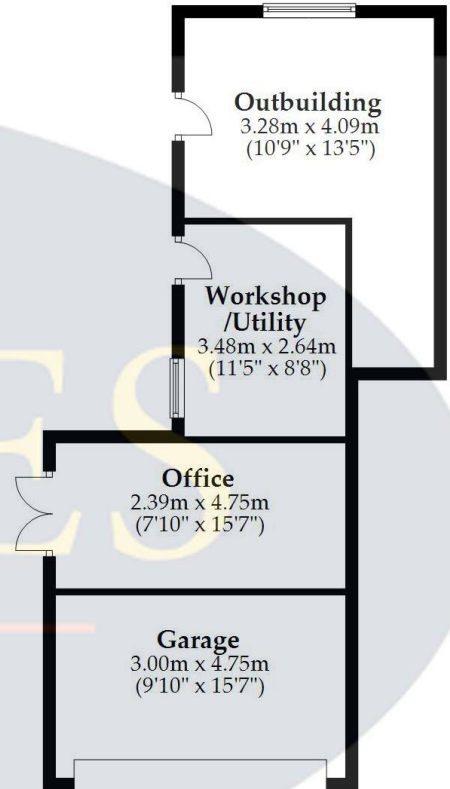 Outbuilding
3.28m x 4.09m
(10'9" x 13'5")
Workshop
/Utility
3.48m x 2.64m
(11'5" x 8'8")
ES
Office
2.39m x 4.75m
(7'10" x 15'7")
Garage
3.00m x 4.75m
(9'10" x 15'7")